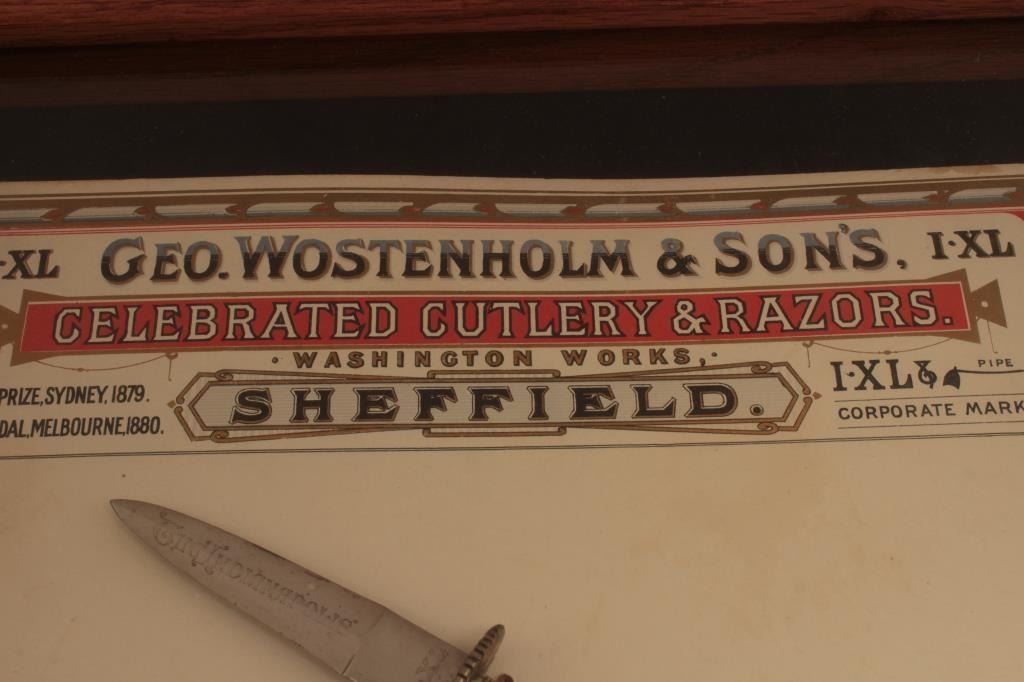 I·XL GEO. WOSTENHOLM & SON'S, I·XL
CELEBRATED CUTLERY & RAZORS.
WASHINGTON WORKS,
PRIZE, SYDNEY, 1879.
DAL, MELBOURNE, 1880.
SHEFFIELD.
I·XL & PIPE
CORPORATE MARK